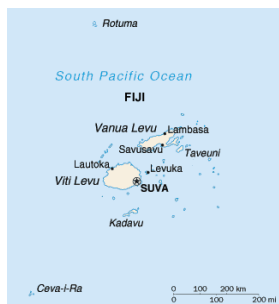 Rotuma
South Pacific Ocean
FIJI
Vanua Levu
Lambasa
Savusavu
Taveuni
Lautoka
Levuka
Viti Levu
SUVA
Kadavu
Ceva-i-Ra
0 100 200 km
0 100 200 mi